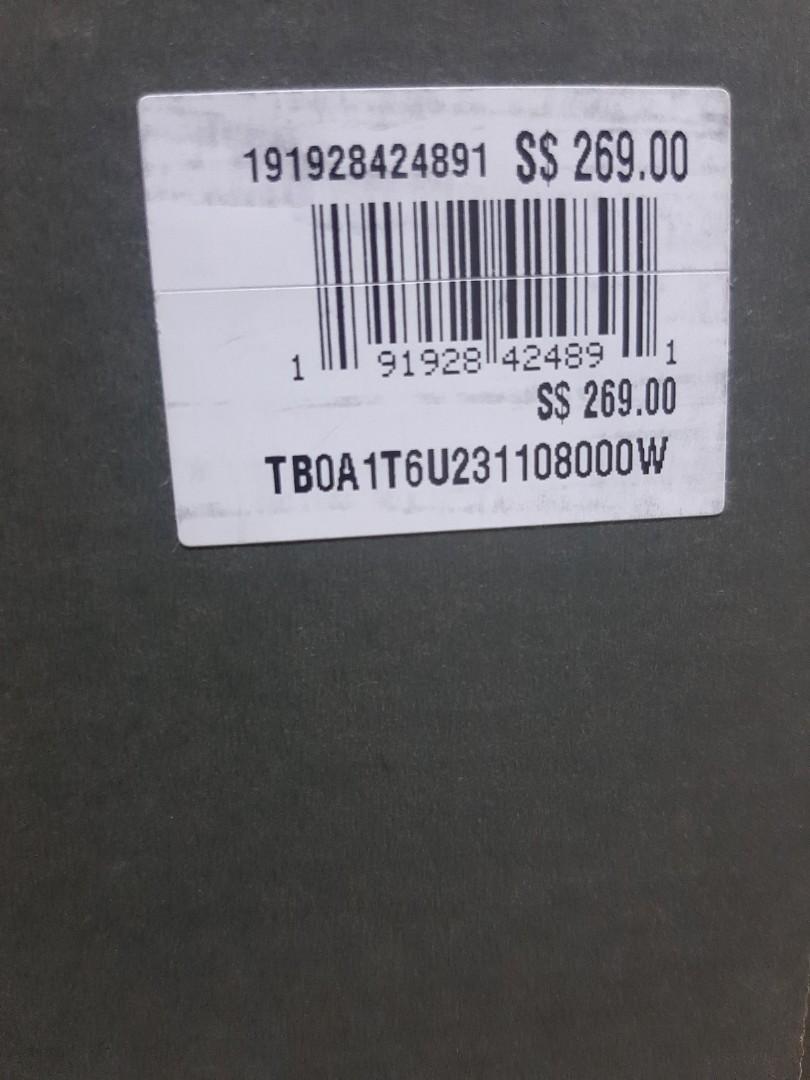 191928424891 S$ 269.00
1 91928 42489 1
S$ 269.00
TB0A1T6U231108000W